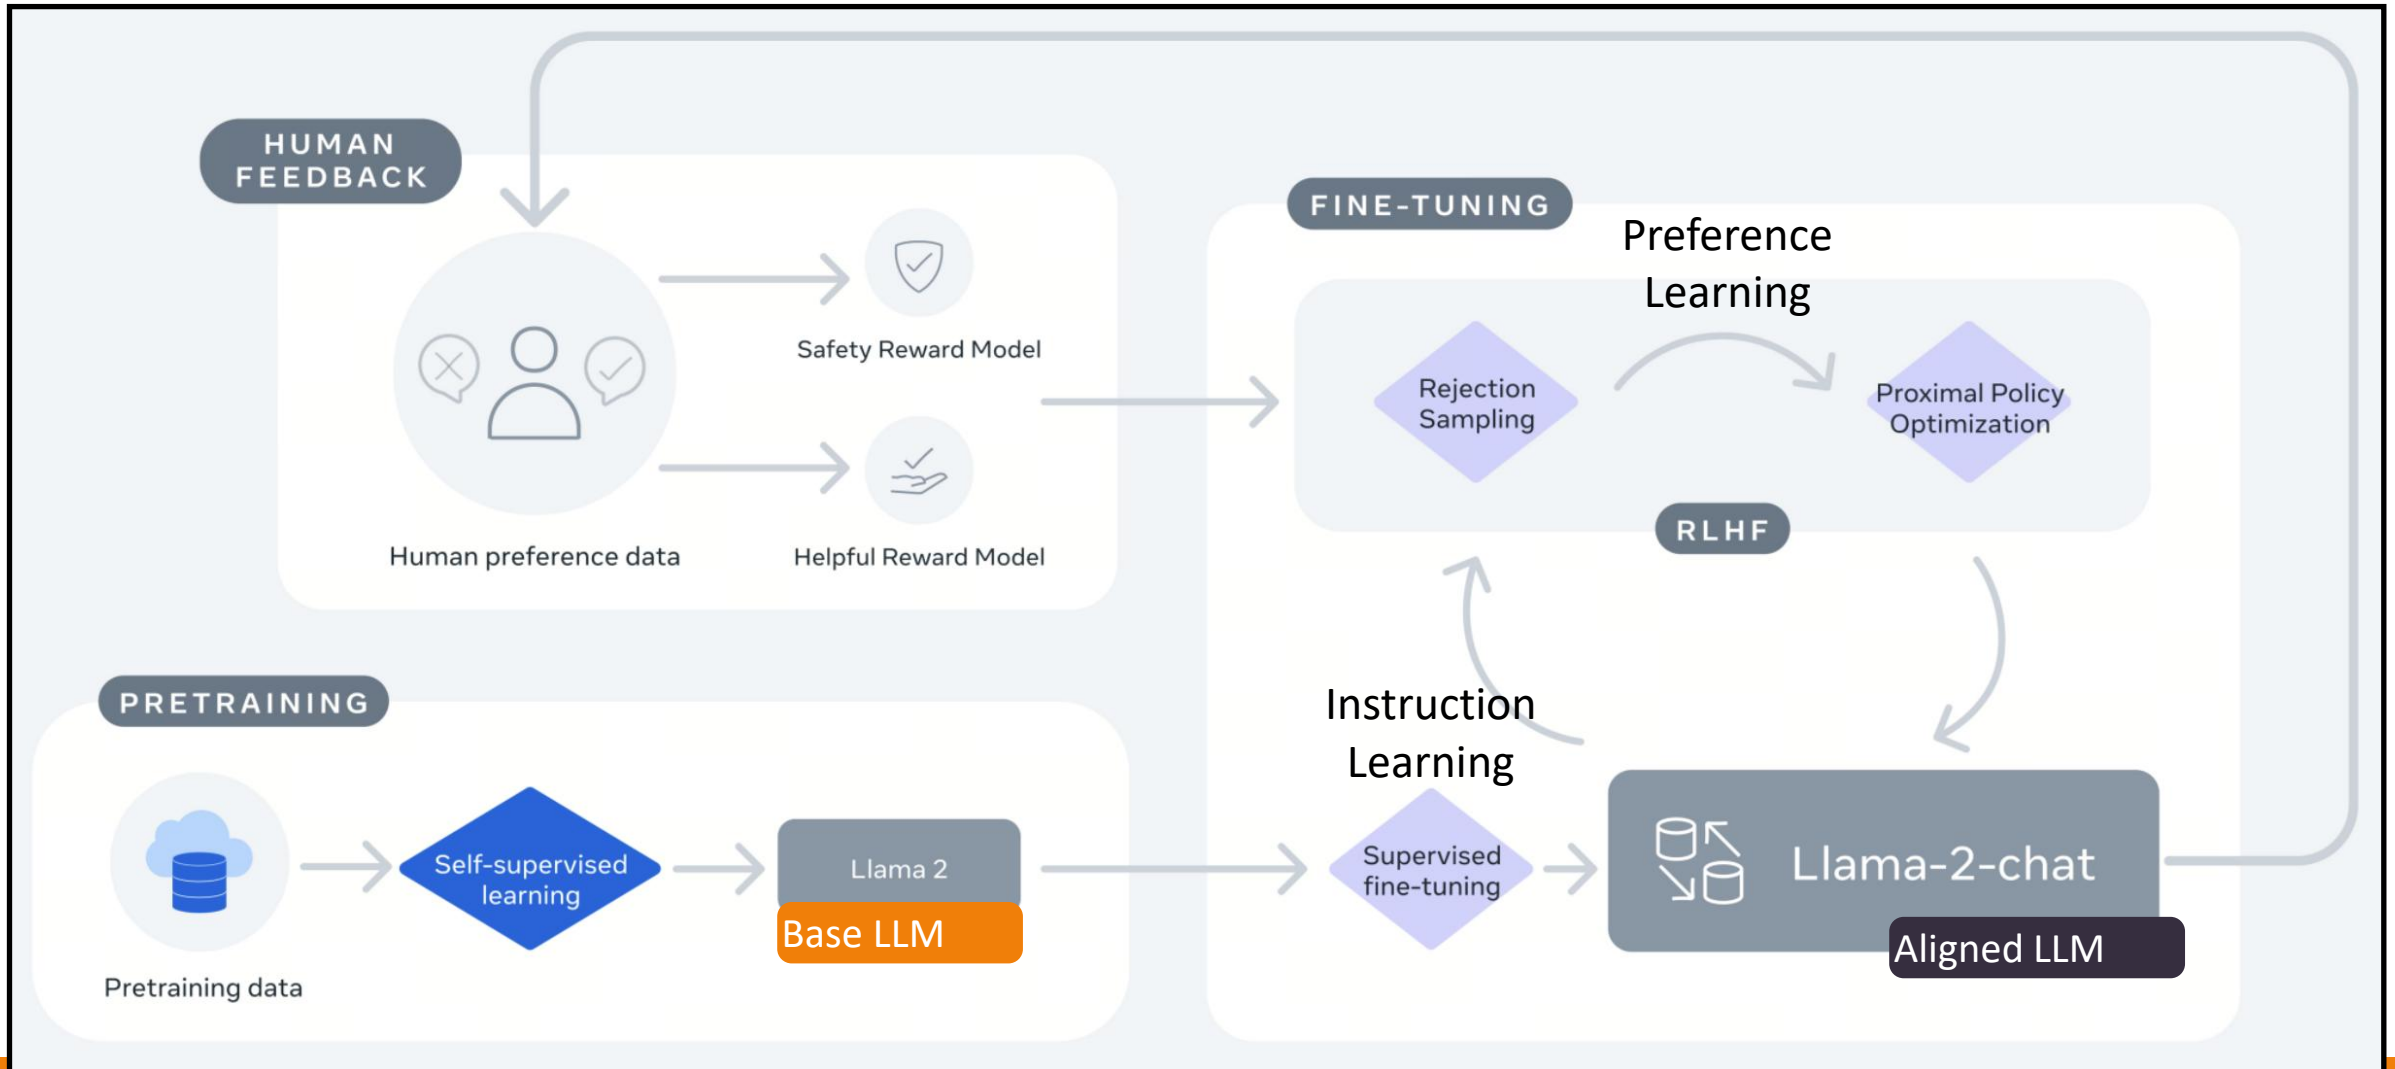 HUMAN
FEEDBACK
Safety Reward Model
Human preference data
Helpful Reward Model
FINE-TUNING
Preference
Learning
Rejection
Sampling
Proximal Policy
Optimization
RLHF
PRETRAINING
Pretraining data
Self-supervised
learning
Llama 2
Base LLM
Instruction
Learning
Supervised
fine-tuning
Llama-2-chat
Aligned LLM